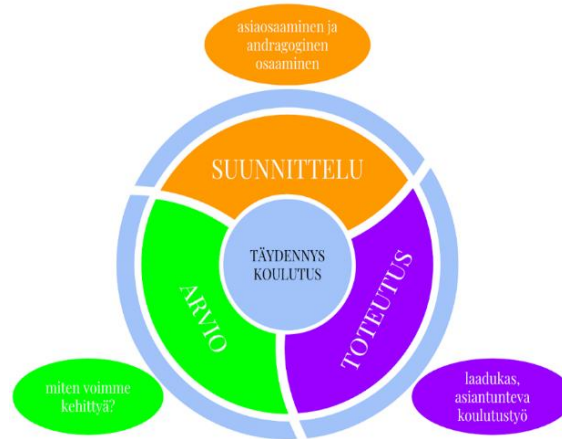 asiaosaaminen ja
andragoginen
osaaminen
SUUNNITTELU
TÄYDENNYS
KOULUTUS
ARVIO
TOTEUTUS
miten voimme
kehittyä?
laadukas,
asiantunteva
koulutustyö